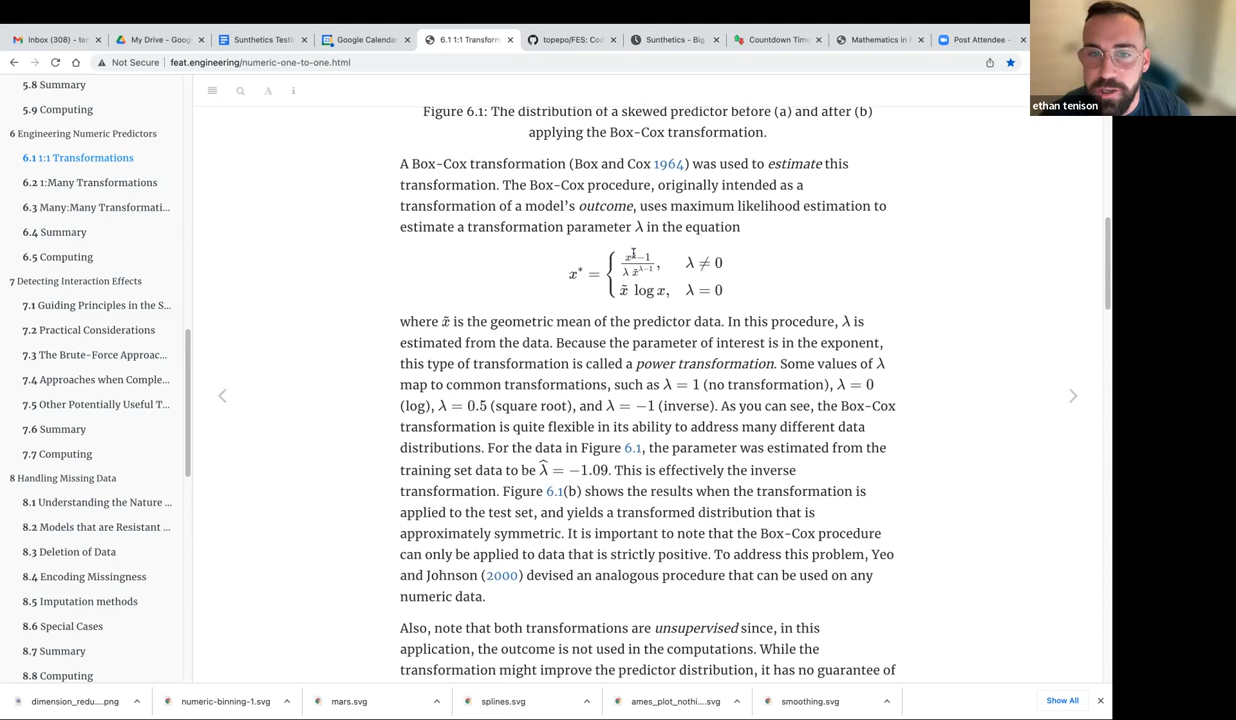 Inbox (308) - te
My Drive - Goog
Sunthetics Testi
Google Calenda
6.1 1:1 Transform
topepo/FES: Cod
Sunthetics - Big
Countdown Time
Mathematics in F
Post Attendee -
Not Secure | feat.engineering/numeric-one-to-one.html
ethan tenison
5.8 Summary
5.9 Computing
6 Engineering Numeric Predictors
6.1 1:1 Transformations
6.2 1:Many Transformations
6.3 Many:Many Transformati...
6.4 Summary
6.5 Computing
7 Detecting Interaction Effects
7.1 Guiding Principles in the S...
7.2 Practical Considerations
7.3 The Brute-Force Approac...
7.4 Approaches when Comple...
7.5 Other Potentially Useful T...
7.6 Summary
7.7 Computing
8 Handling Missing Data
8.1 Understanding the Nature ...
8.2 Models that are Resistant ...
8.3 Deletion of Data
8.4 Encoding Missingness
8.5 Imputation methods
8.6 Special Cases
8.7 Summary
8.8 Computing
Figure 6.1: The distribution of a skewed predictor before (a) and after (b)
applying the Box-Cox transformation.
A Box-Cox transformation (Box and Cox 1964) was used to estimate this
transformation. The Box-Cox procedure, originally intended as a
transformation of a model’s outcome, uses maximum likelihood estimation to
estimate a transformation parameter λ in the equation
x* = { (x^λ−1)/(λ x̃^(λ−1)), λ ≠ 0
x̃ log x, λ = 0
where x̃ is the geometric mean of the predictor data. In this procedure, λ is
estimated from the data. Because the parameter of interest is in the exponent,
this type of transformation is called a power transformation. Some values of λ
map to common transformations, such as λ = 1 (no transformation), λ = 0
(log), λ = 0.5 (square root), and λ = −1 (inverse). As you can see, the Box-Cox
transformation is quite flexible in its ability to address many different data
distributions. For the data in Figure 6.1, the parameter was estimated from the
training set data to be λ̂ = −1.09. This is effectively the inverse
transformation. Figure 6.1(b) shows the results when the transformation is
applied to the test set, and yields a transformed distribution that is
approximately symmetric. It is important to note that the Box-Cox procedure
can only be applied to data that is strictly positive. To address this problem, Yeo
and Johnson (2000) devised an analogous procedure that can be used on any
numeric data.
Also, note that both transformations are unsupervised since, in this
application, the outcome is not used in the computations. While the
transformation might improve the predictor distribution, it has no guarantee of
dimension_redu....png
numeric-binning-1.svg
mars.svg
splines.svg
ames_plot_nothi....svg
smoothing.svg
Show All